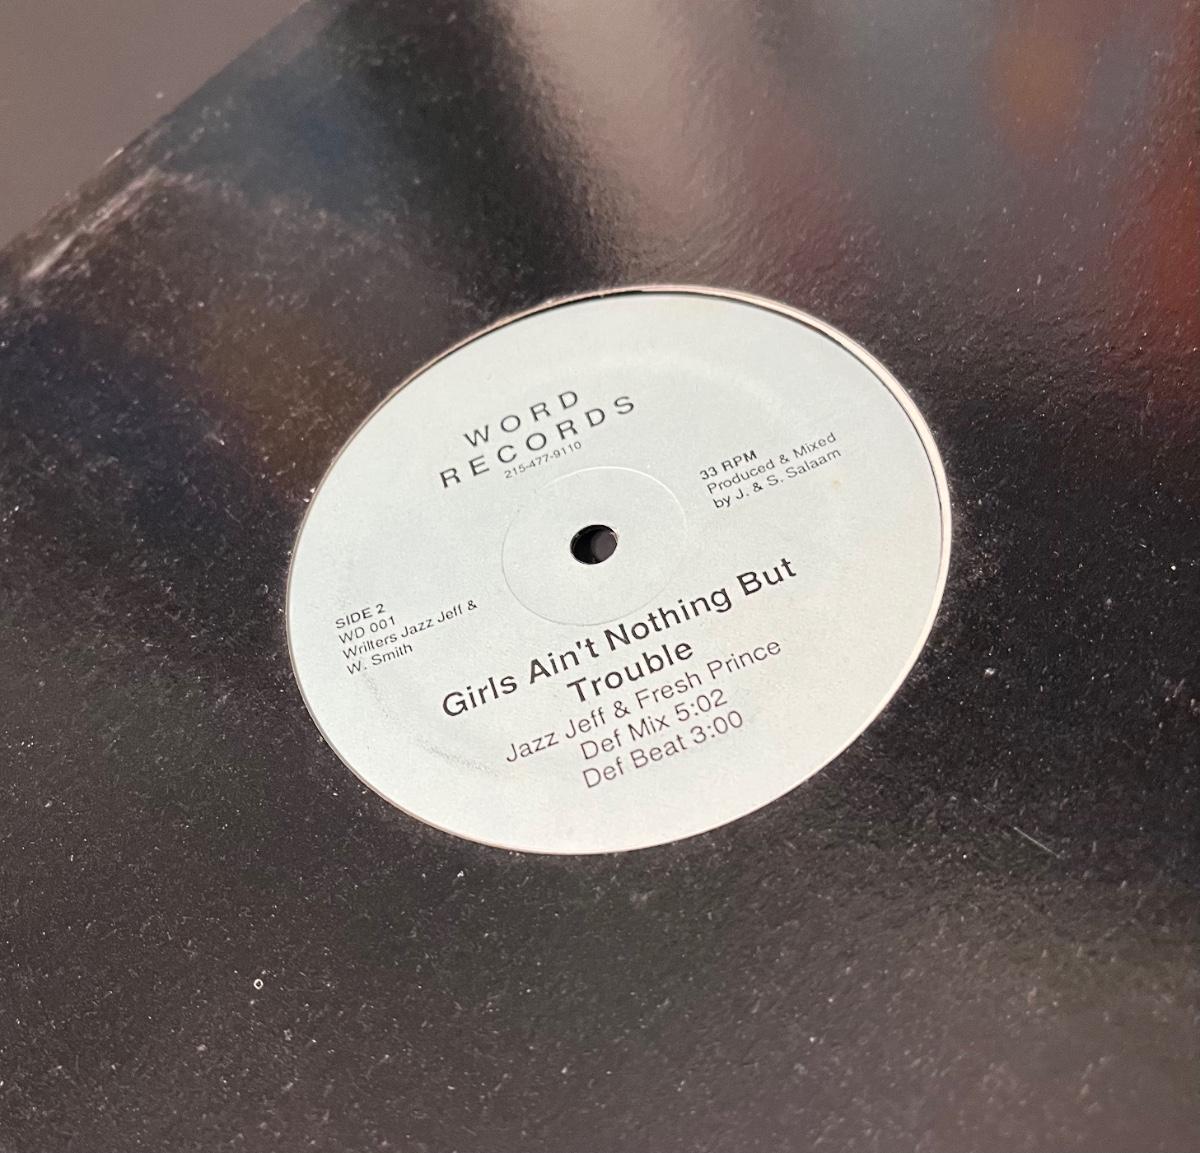 WORD
RECORDS
215-477-9110
33 RPM
Produced & Mixed
by J. & S. Salaam
SIDE 2
WD 001
Wriiters Jazz Jeff &
W. Smith
Girls Ain't Nothing But
Trouble
Jazz Jeff & Fresh Prince
Def Mix 5:02
Def Beat 3:00